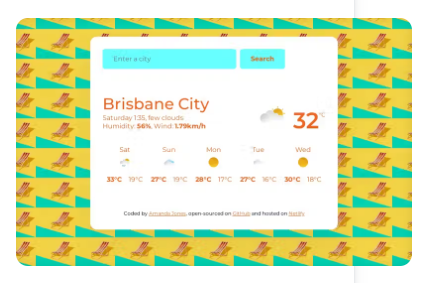 Enter a city
Search
Brisbane City
Saturday 1:35, few clouds
Humidity: 56%, Wind: 1.79km/h
32 °C
Sat Sun Mon Tue Wed
33°C 19°C 27°C 19°C 28°C 17°C 27°C 16°C 30°C 18°C
Coded by Amanda Jones, open-sourced on GitHub and hosted on Netlify